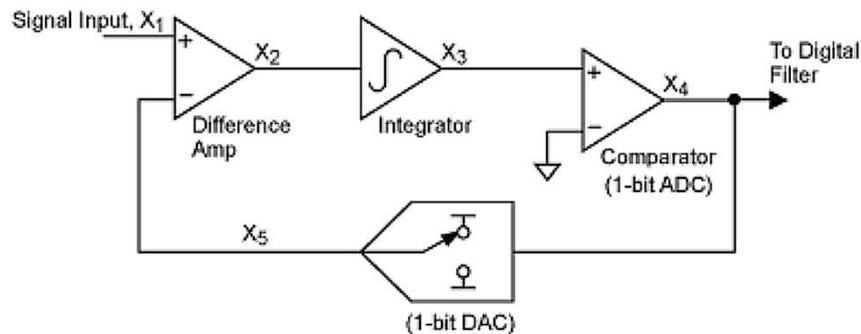 Signal Input, X1
+
−
Difference
Amp
X2
∫
Integrator
X3
+
−
X4
Comparator
(1-bit ADC)
To Digital
Filter
X5
(1-bit DAC)